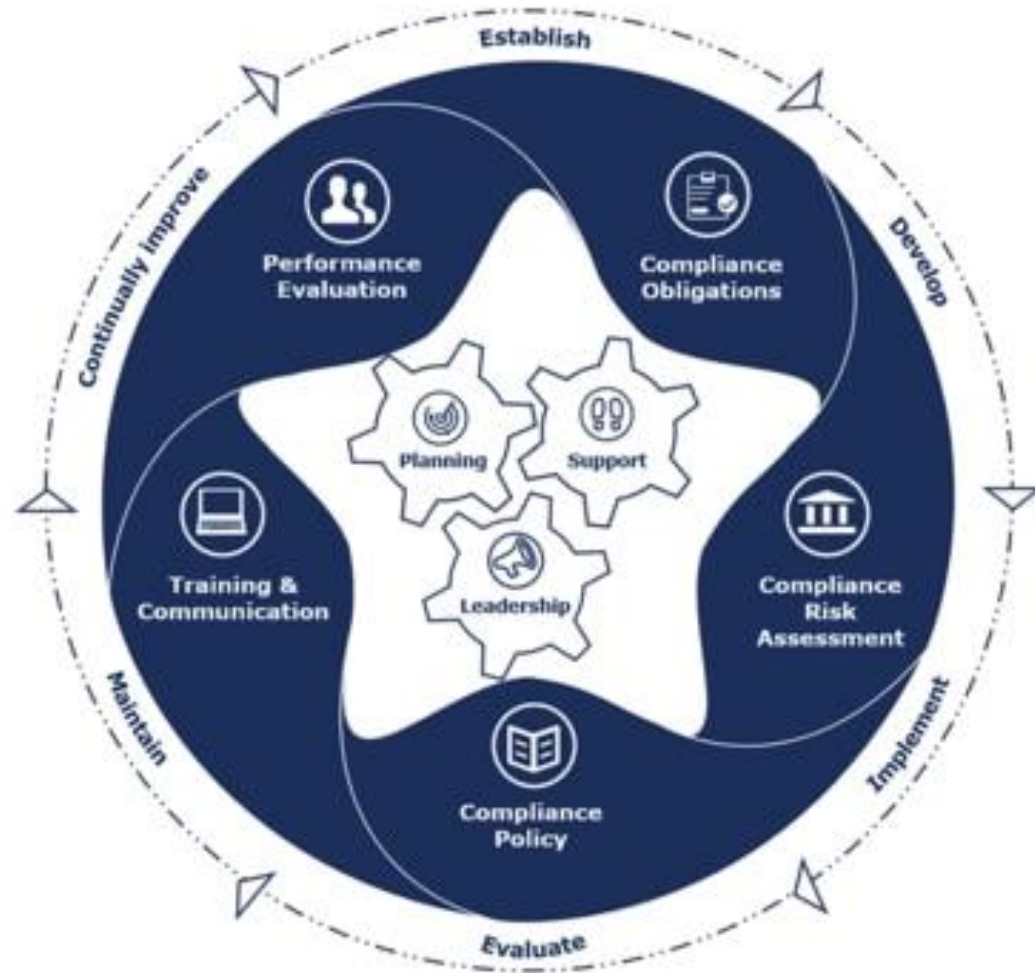 Establish
Develop
Implement
Evaluate
Maintain
Continually improve
Performance
Evaluation
Compliance
Obligations
Planning
Support
Leadership
Training &
Communication
Compliance
Risk
Assessment
Compliance
Policy